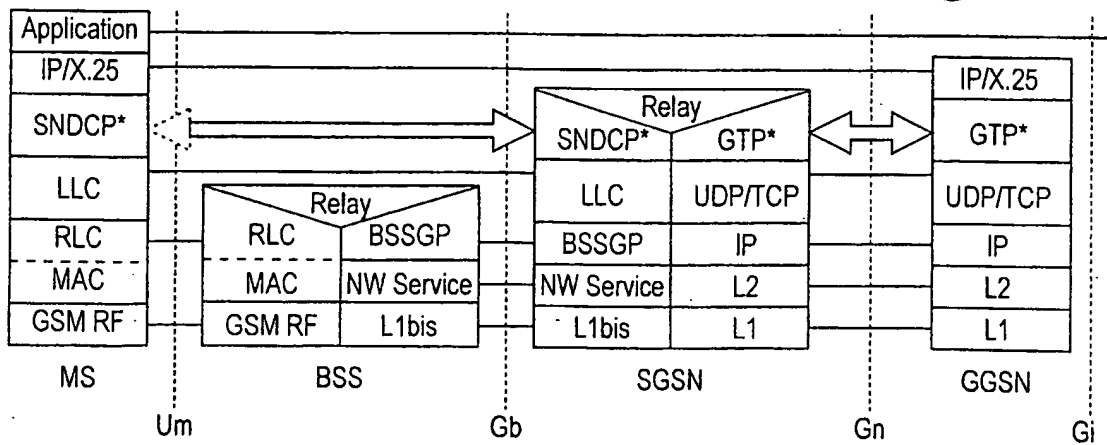 Application
IP/X.25
SNDCP*
LLC
RLC
MAC
GSM RF
MS
Um
Relay
RLC
BSSGP
MAC
NW Service
GSM RF
L1bis
BSS
Gb
Relay
SNDCP*
GTP*
LLC
UDP/TCP
BSSGP
IP
NW Service
L2
L1bis
L1
SGSN
Gn
IP/X.25
GTP*
UDP/TCP
IP
L2
L1
GGSN
Gi